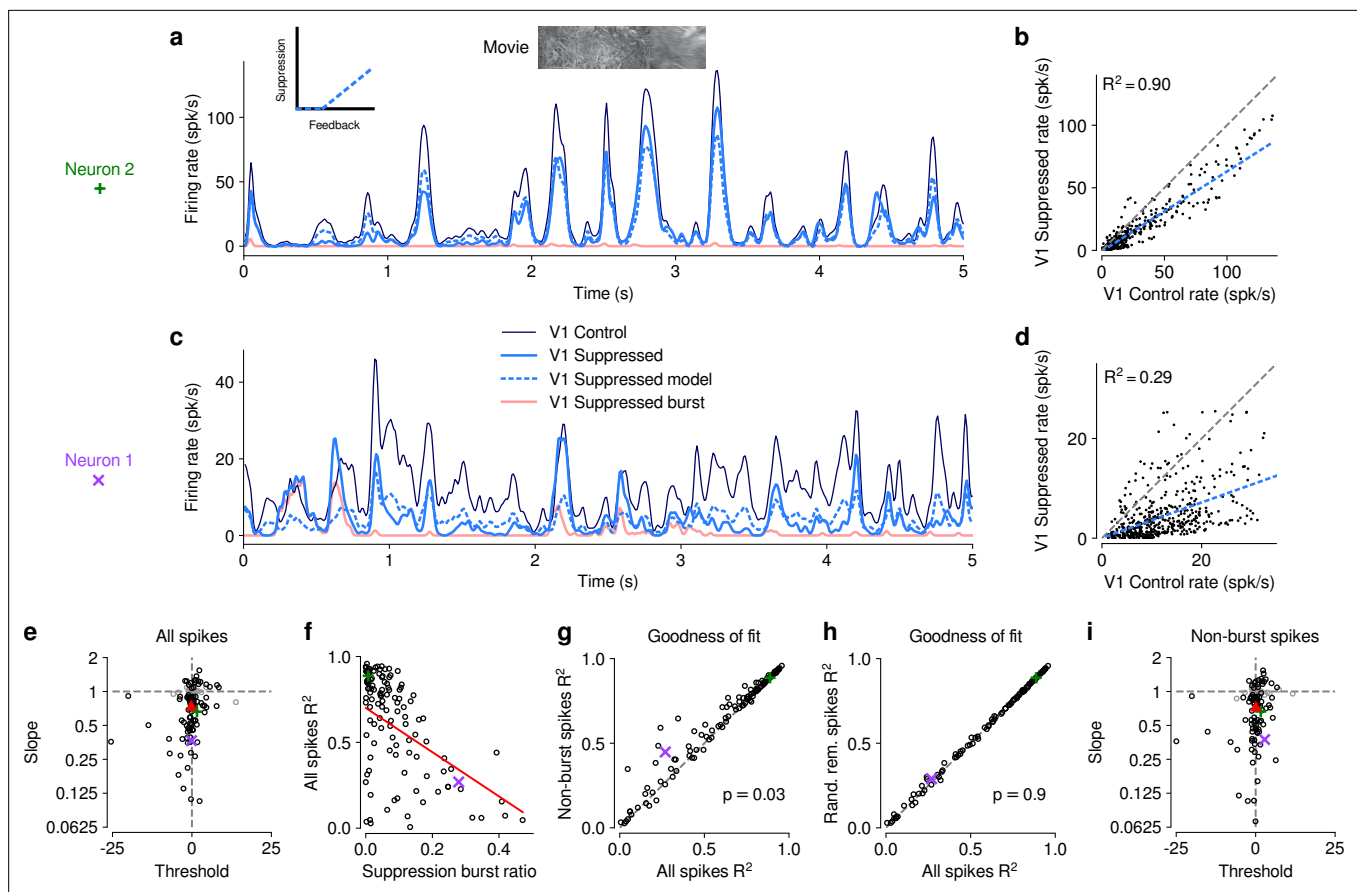 a
Movie
b
Suppression
Feedback
Firing rate (spk/s)
100
50
0
0
1
2
3
4
5
Time (s)
V1 Suppressed rate (spk/s)
R² = 0.90
100
50
0
0
50
100
V1 Control rate (spk/s)
Neuron 2
c
V1 Control
V1 Suppressed
V1 Suppressed model
V1 Suppressed burst
Firing rate (spk/s)
40
20
0
0
1
2
3
4
5
Time (s)
d
V1 Suppressed rate (spk/s)
R² = 0.29
20
0
0
20
V1 Control rate (spk/s)
Neuron 1
e
All spikes
Slope
2
1
0.5
0.25
0.125
0.0625
-25
0
25
Threshold
f
All spikes R²
1.0
0.5
0.0
0.0
0.2
0.4
Suppression burst ratio
g
Goodness of fit
Non-burst spikes R²
1.0
0.5
0.0
p = 0.03
0.0
0.5
1.0
All spikes R²
h
Goodness of fit
Rand. rem. spikes R²
1.0
0.5
0.0
p = 0.9
0.0
0.5
1.0
All spikes R²
i
Non-burst spikes
Slope
2
1
0.5
0.25
0.125
0.0625
-25
0
25
Threshold